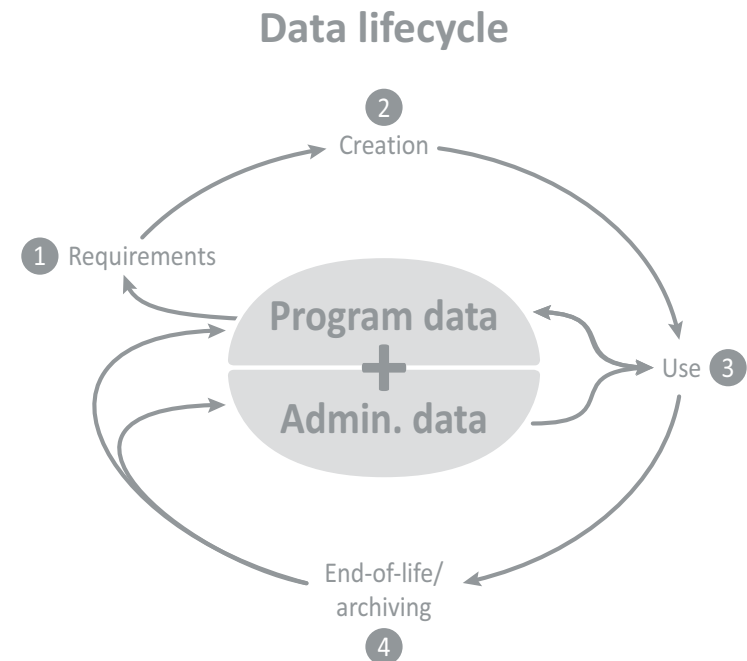 Data lifecycle
2
Creation
1 Requirements
Program data
+
Admin. data
Use 3
End-of-life/
archiving
4